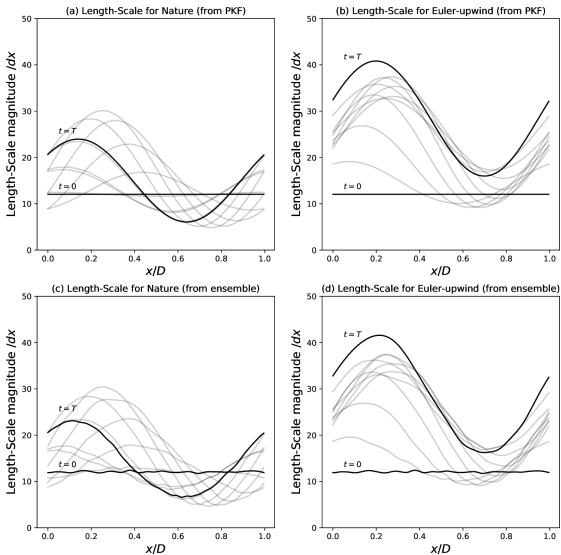 (a) Length-Scale for Nature (from PKF)
Length-Scale magnitude /dx
50
40
30
20
10
0
t = T
t = 0
0.0 0.2 0.4 0.6 0.8 1.0
x/D
(b) Length-Scale for Euler-upwind (from PKF)
Length-Scale magnitude /dx
50
40
30
20
10
0
t = T
t = 0
0.0 0.2 0.4 0.6 0.8 1.0
x/D
(c) Length-Scale for Nature (from ensemble)
Length-Scale magnitude /dx
50
40
30
20
10
0
t = T
t = 0
0.0 0.2 0.4 0.6 0.8 1.0
x/D
(d) Length-Scale for Euler-upwind (from ensemble)
Length-Scale magnitude /dx
50
40
30
20
10
0
t = T
t = 0
0.0 0.2 0.4 0.6 0.8 1.0
x/D